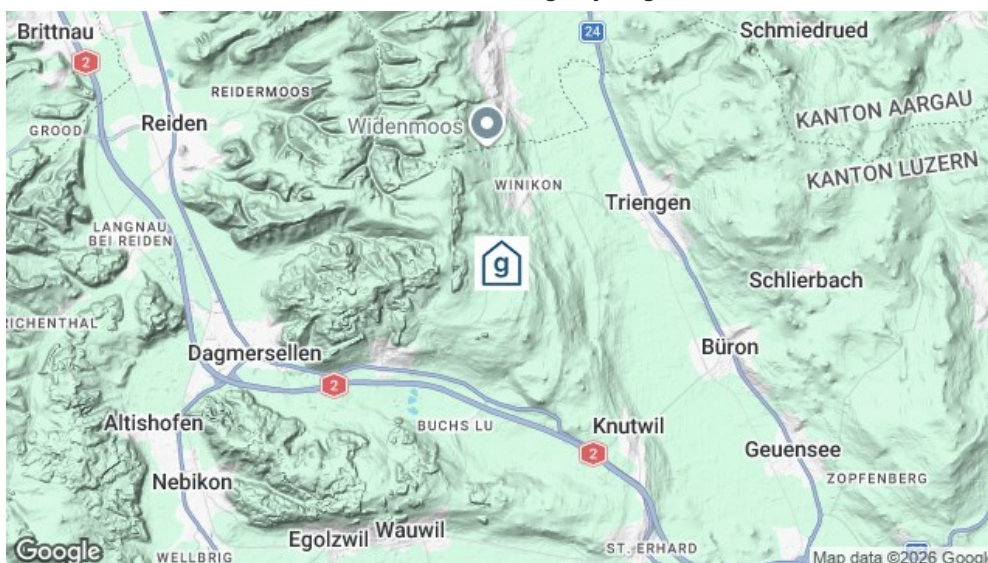 Brittnau
2
24
Schmiedrued
REIDERMOOS
GROOD
Reiden
Widenmoos
KANTON AARGAU
KANTON LUZERN
WINIKON
Triengen
LANGNAU
BEI REIDEN
g
Schlierbach
RICHENTHAL
Dagmersellen
Büron
2
Altishofen
BUCHS LU
Knutwil
2
Geuensee
Nebikon
ZOPFENBERG
Egolzwil
Wauwil
Google
WELLBRIG
ST. ERHARD
Map data ©2026 Google